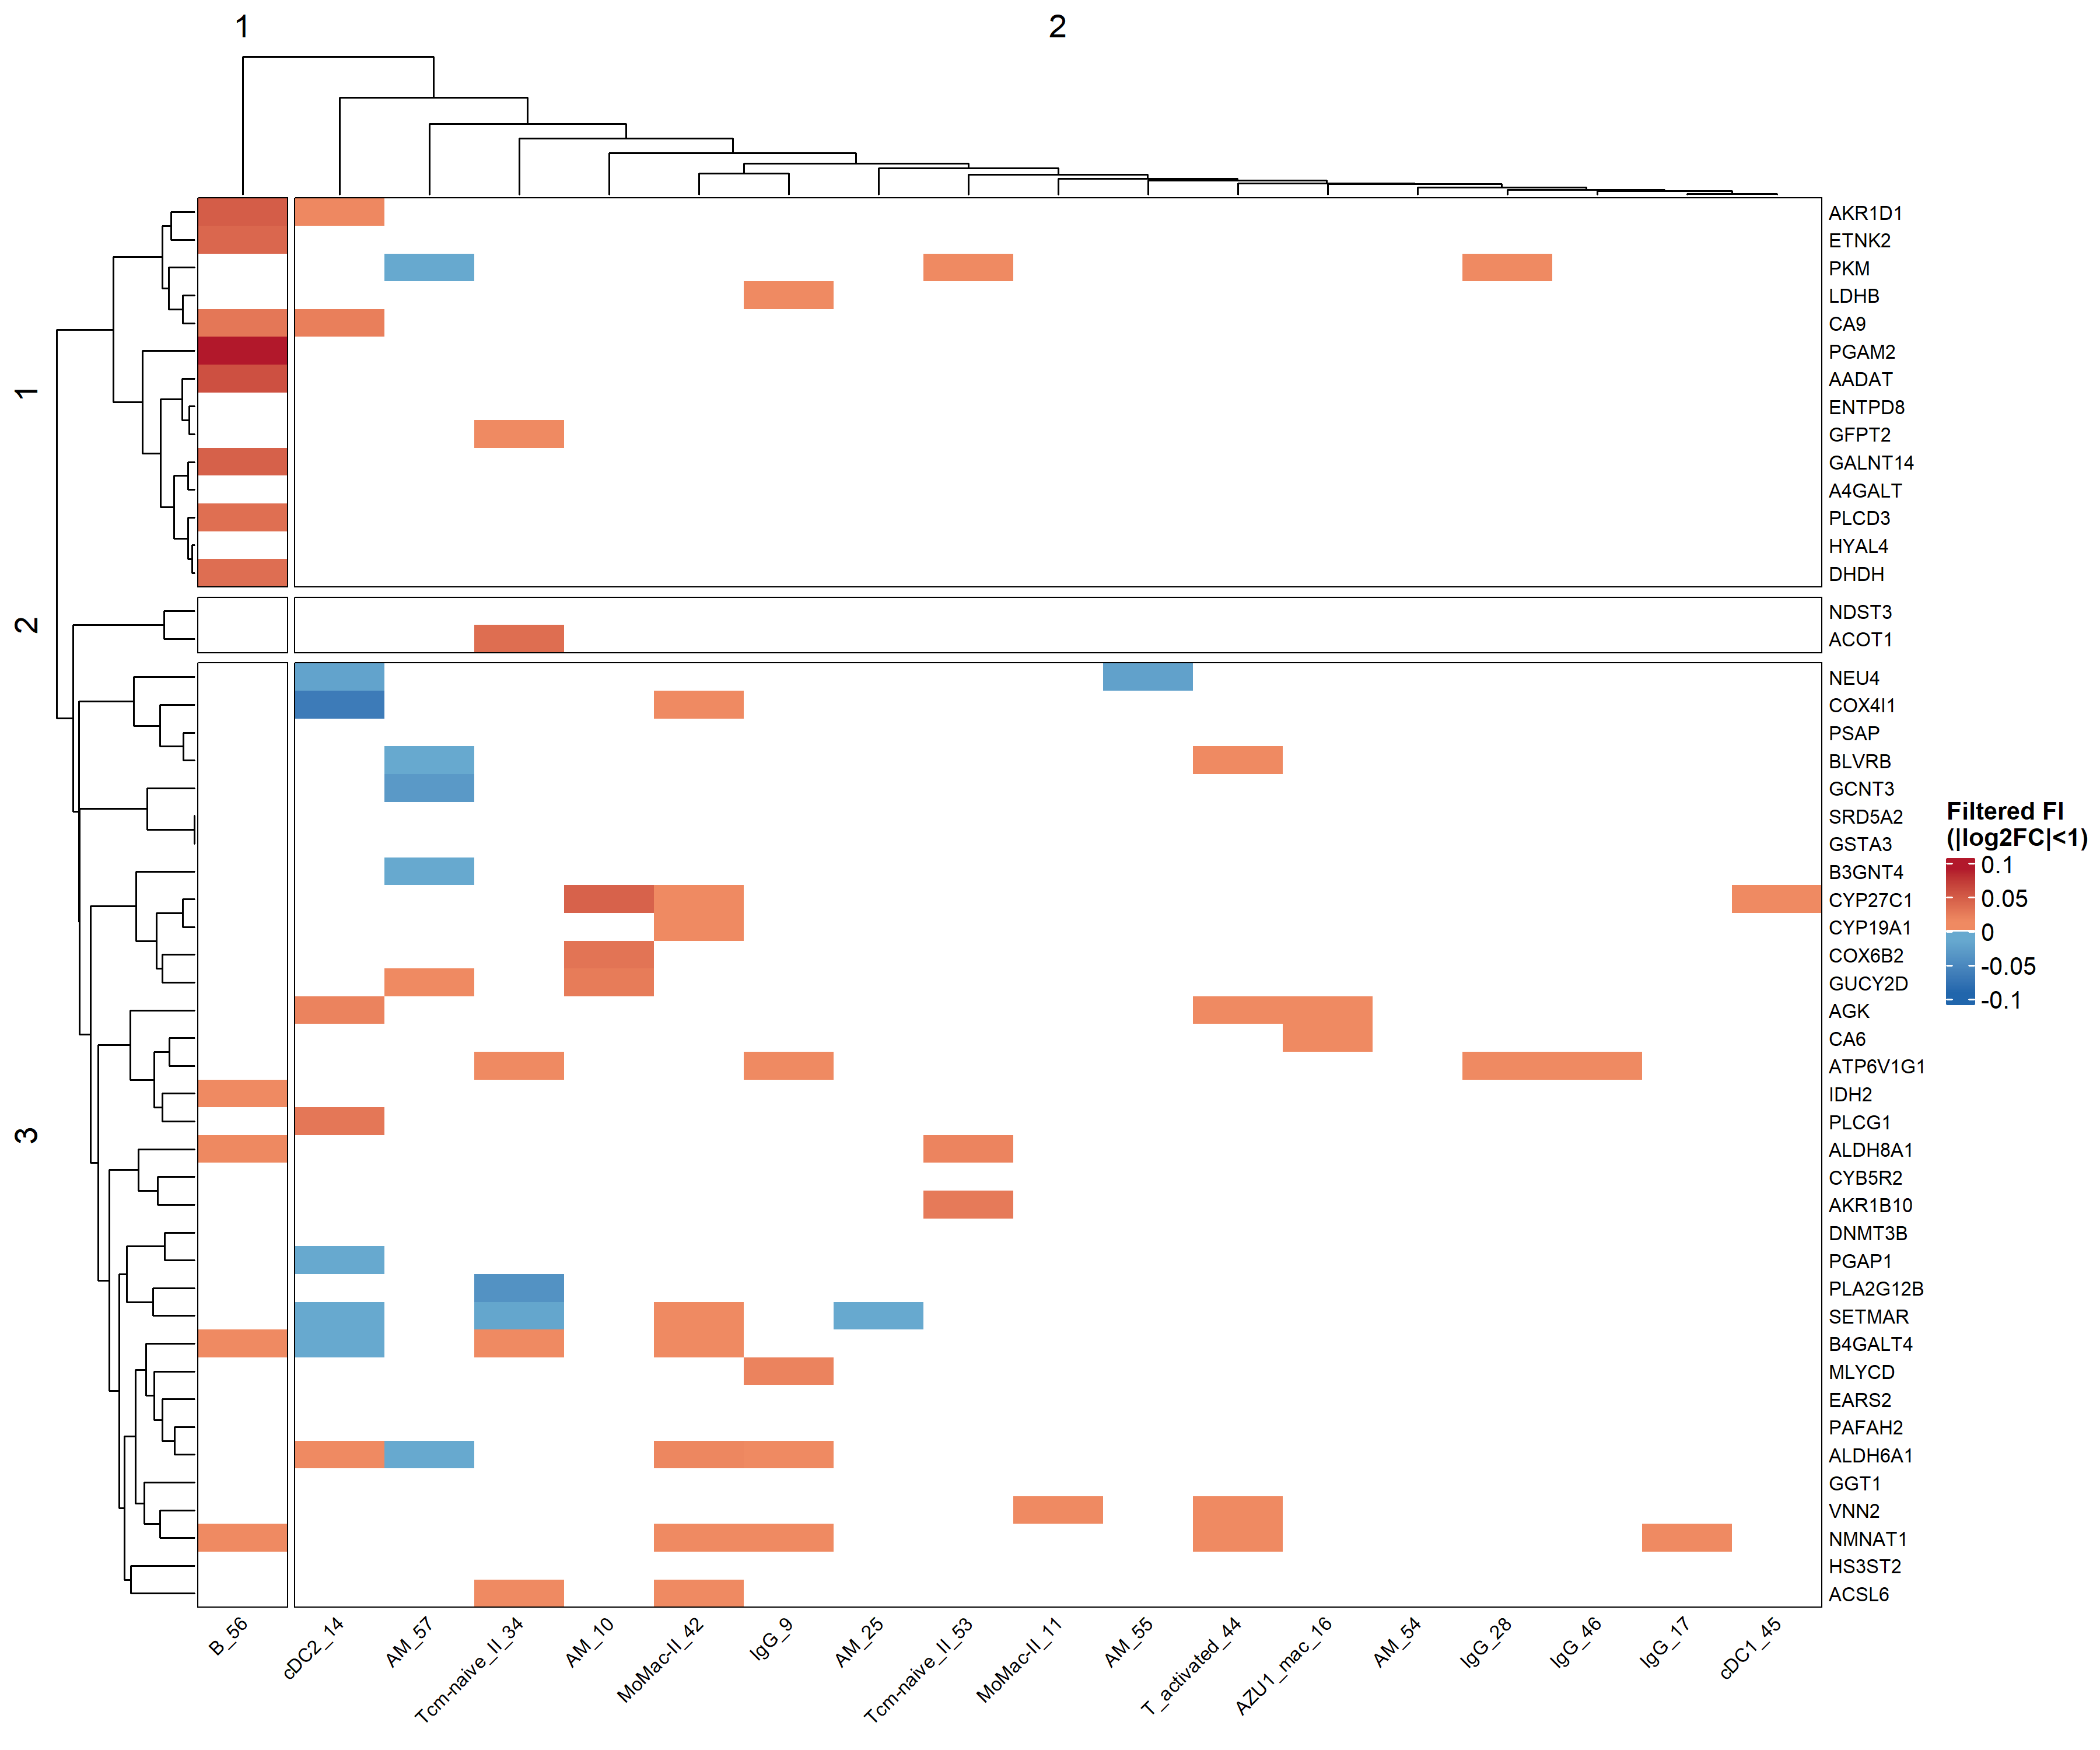 1
2
1
2
3
AKR1D1
ETNK2
PKM
LDHB
CA9
PGAM2
AADAT
ENTPD8
GFPT2
GALNT14
A4GALT
PLCD3
HYAL4
DHDH
NDST3
ACOT1
NEU4
COX4I1
PSAP
BLVRB
GCNT3
SRD5A2
GSTA3
B3GNT4
CYP27C1
CYP19A1
COX6B2
GUCY2D
AGK
CA6
ATP6V1G1
IDH2
PLCG1
ALDH8A1
CYB5R2
AKR1B10
DNMT3B
PGAP1
PLA2G12B
SETMAR
B4GALT4
MLYCD
EARS2
PAFAH2
ALDH6A1
GGT1
VNN2
NMNAT1
HS3ST2
ACSL6
B_56
cDC2_14
AM_57
Tcm-naive_II_34
AM_10
MoMac-II_42
IgG_9
AM_25
Tcm-naive_II_53
MoMac-II_11
AM_55
T_activated_44
AZU1_mac_16
AM_54
IgG_28
IgG_46
IgG_17
cDC1_45
Filtered FI
(|log2FC|<1)
0.1
0.05
0
-0.05
-0.1